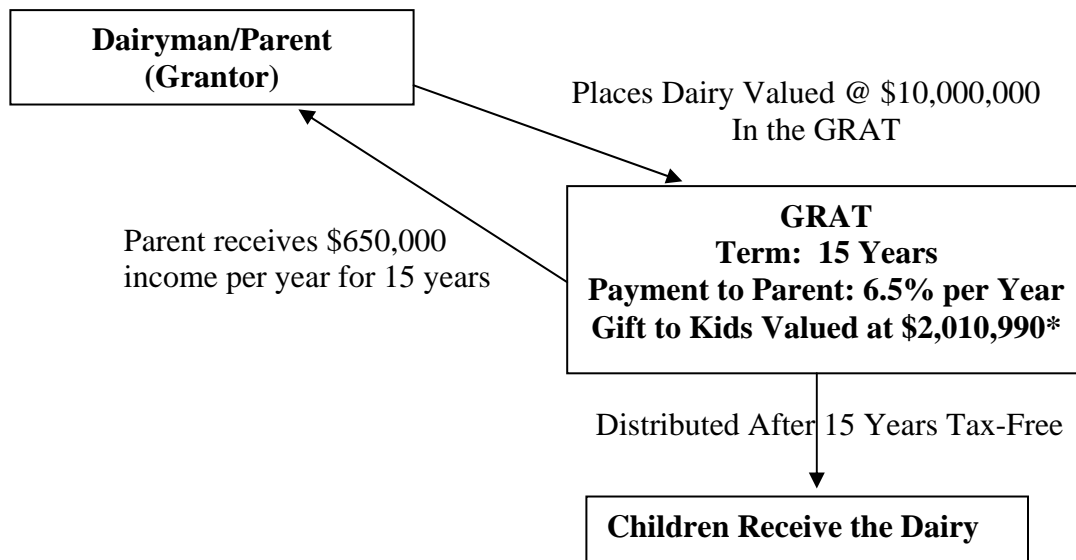 Dairyman/Parent
(Grantor)
Places Dairy Valued @ $10,000,000
In the GRAT
GRAT
Term: 15 Years
Payment to Parent: 6.5% per Year
Gift to Kids Valued at $2,010,990*
Parent receives $650,000
income per year for 15 years
Distributed After 15 Years Tax-Free
Children Receive the Dairy